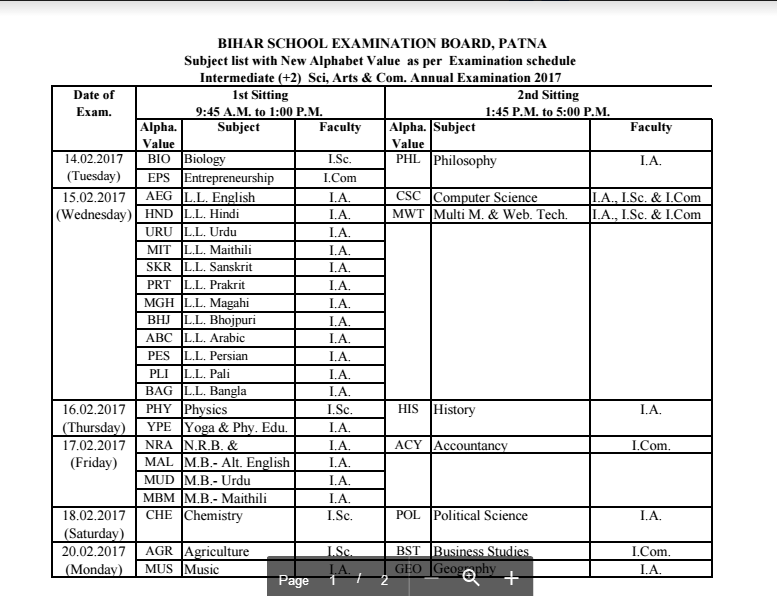 BIHAR SCHOOL EXAMINATION BOARD, PATNA
Subject list with New Alphabet Value as per Examination schedule
Intermediate (+2) Sci, Arts & Com. Annual Examination 2017
Date of Exam. 1st Sitting 2nd Sitting
9:45 A.M. to 1:00 P.M. 1:45 P.M. to 5:00 P.M.
Alpha. Value Subject Faculty Alpha. Value Subject Faculty
14.02.2017 BIO Biology I.Sc. PHL Philosophy I.A.
(Tuesday) EPS Entrepreneurship I.Com
15.02.2017 AEG L.L. English I.A. CSC Computer Science I.A., I.Sc. & I.Com
(Wednesday) HND L.L. Hindi I.A. MWT Multi M. & Web. Tech. I.A., I.Sc. & I.Com
URU L.L. Urdu I.A.
MIT L.L. Maithili I.A.
SKR L.L. Sanskrit I.A.
PRT L.L. Prakrit I.A.
MGH L.L. Magahi I.A.
BHJ L.L. Bhojpuri I.A.
ABC L.L. Arabic I.A.
PES L.L. Persian I.A.
PLI L.L. Pali I.A.
BAG L.L. Bangla I.A.
16.02.2017 PHY Physics I.Sc. HIS History I.A.
(Thursday) YPE Yoga & Phy. Edu. I.A.
17.02.2017 NRA N.R.B. & I.A. ACY Accountancy I.Com.
(Friday) MAL M.B.- Alt. English I.A.
MUD M.B.- Urdu I.A.
MBM M.B.- Maithili I.A.
18.02.2017 CHE Chemistry I.Sc. POL Political Science I.A.
(Saturday)
20.02.2017 AGR Agriculture I.Sc. BST Business Studies I.Com.
(Monday) MUS Music I.A. GEO Geography I.A.
Page 1 / 2